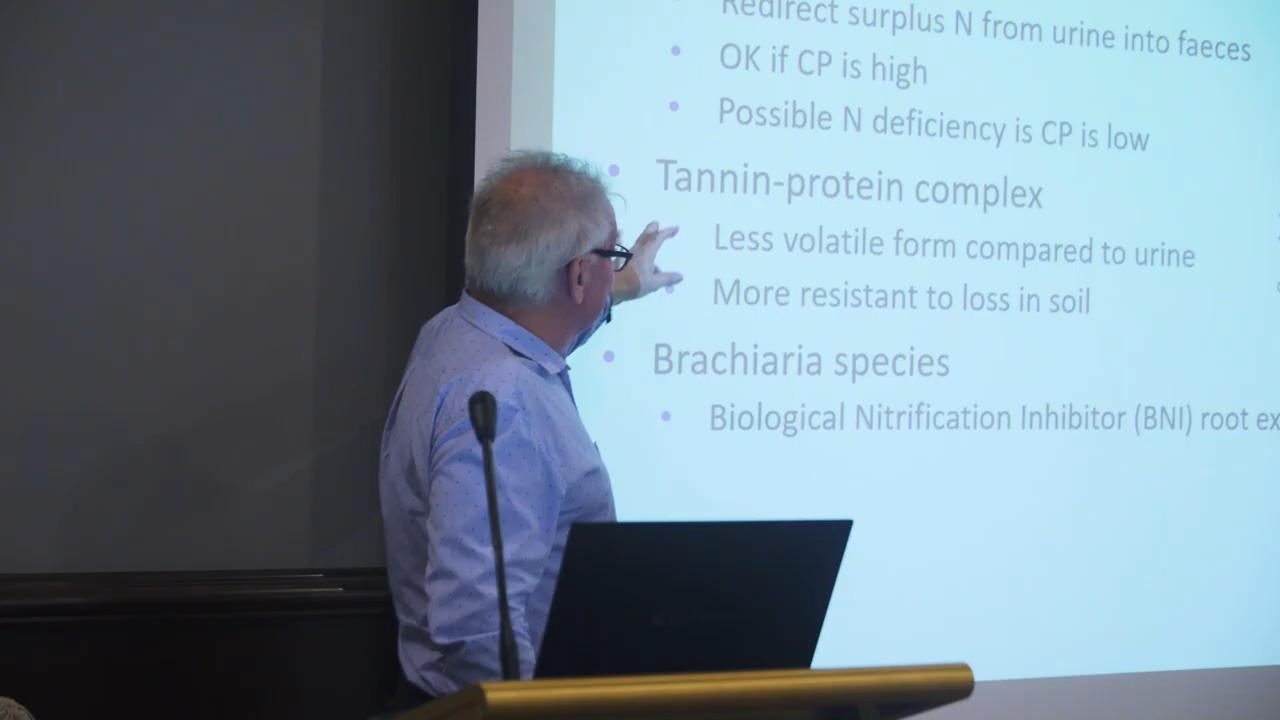 Redirect surplus N from urine into faeces
OK if CP is high
Possible N deficiency is CP is low
Tannin-protein complex
Less volatile form compared to urine
More resistant to loss in soil
Brachiaria species
Biological Nitrification Inhibitor (BNI) root ex